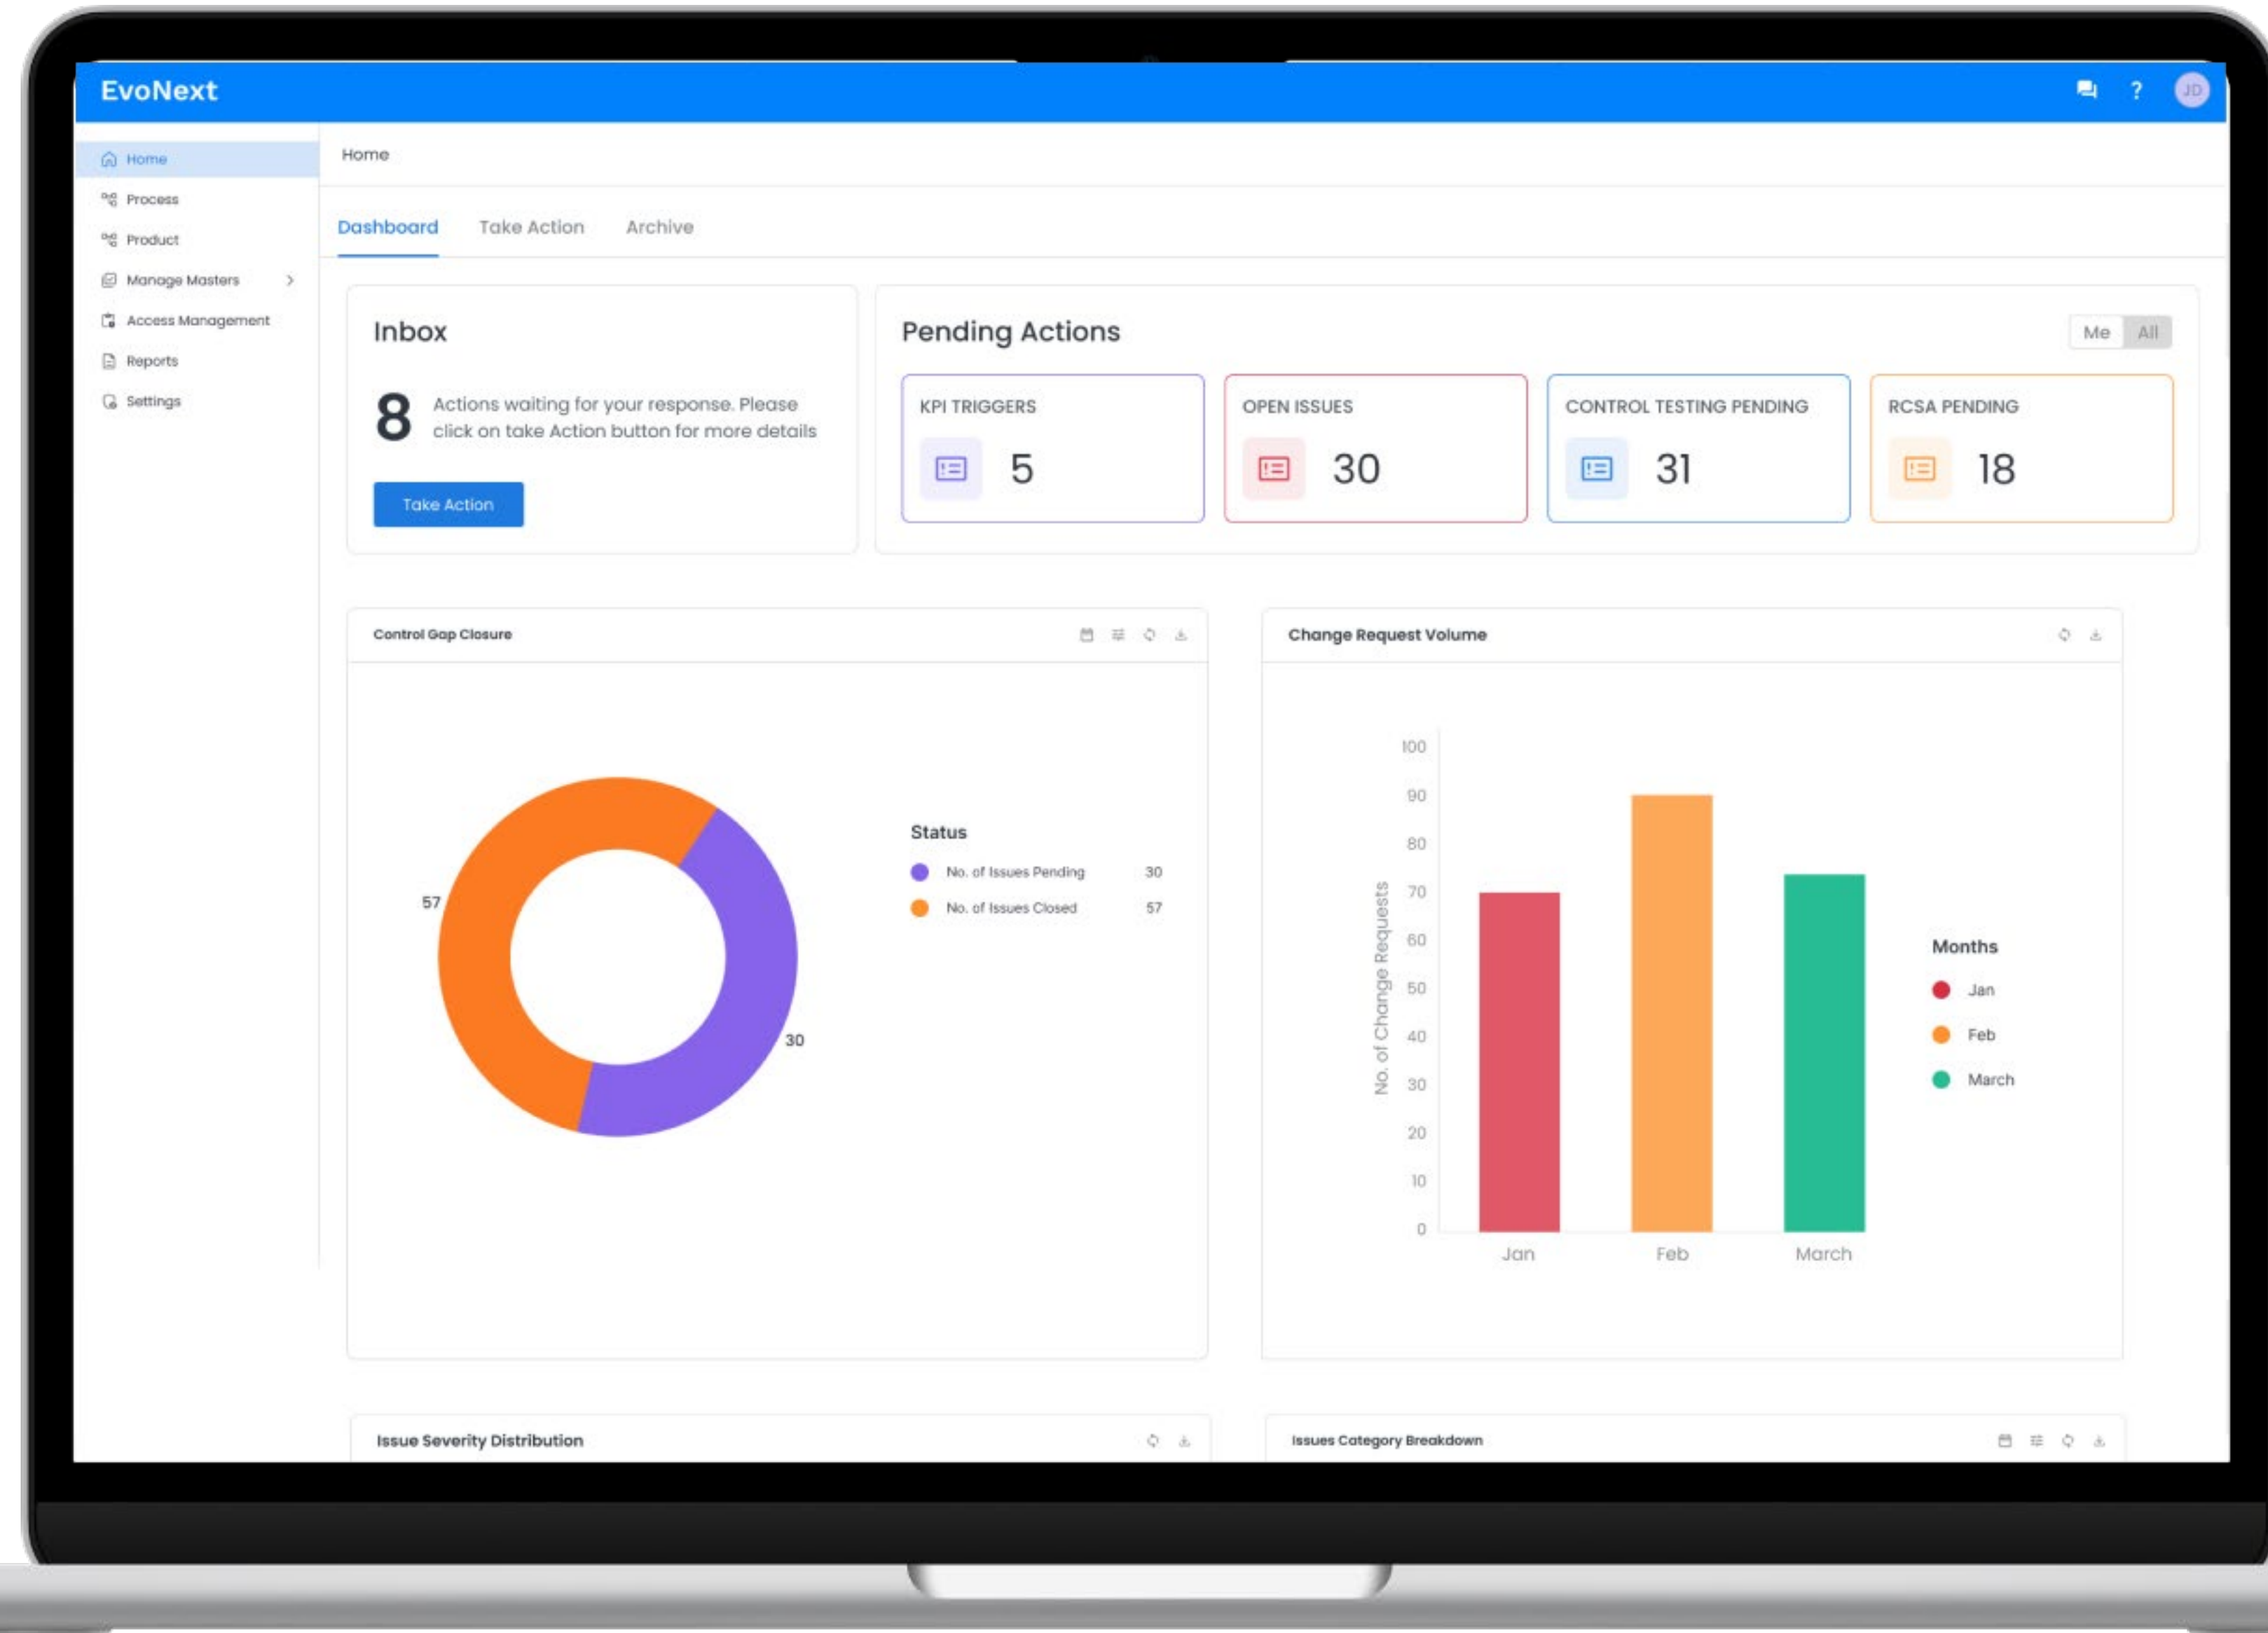 EvoNext
?
JD
Home
Process
Product
Manage Masters
Access Management
Reports
Settings
Home
Dashboard
Take Action
Archive
Inbox
8
Actions waiting for your response. Please
click on take Action button for more details
Take Action
Pending Actions
Me
All
KPI TRIGGERS
5
OPEN ISSUES
30
CONTROL TESTING PENDING
31
RCSA PENDING
18
Control Gap Closure
57
30
Status
No. of Issues Pending 30
No. of Issues Closed 57
Change Request Volume
No. of Change Requests
100
90
80
70
60
50
40
30
20
10
0
Jan
Feb
March
Months
Jan
Feb
March
Issue Severity Distribution
Issues Category Breakdown